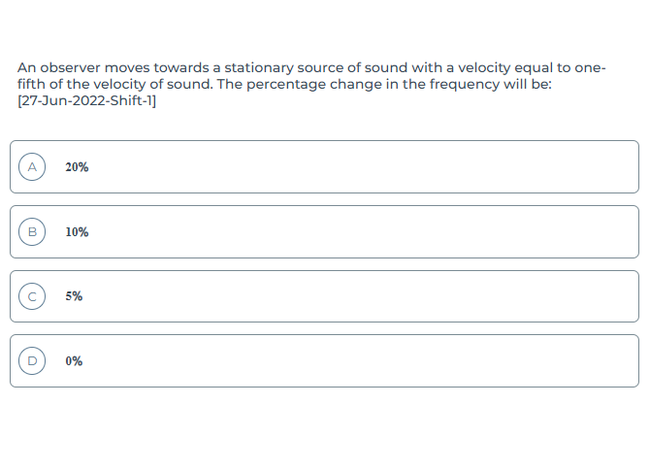 An observer moves towards a stationary source of sound with a velocity equal to one-
fifth of the velocity of sound. The percentage change in the frequency will be:
[27-Jun-2022-Shift-1]
A 20%
B 10%
C 5%
D 0%